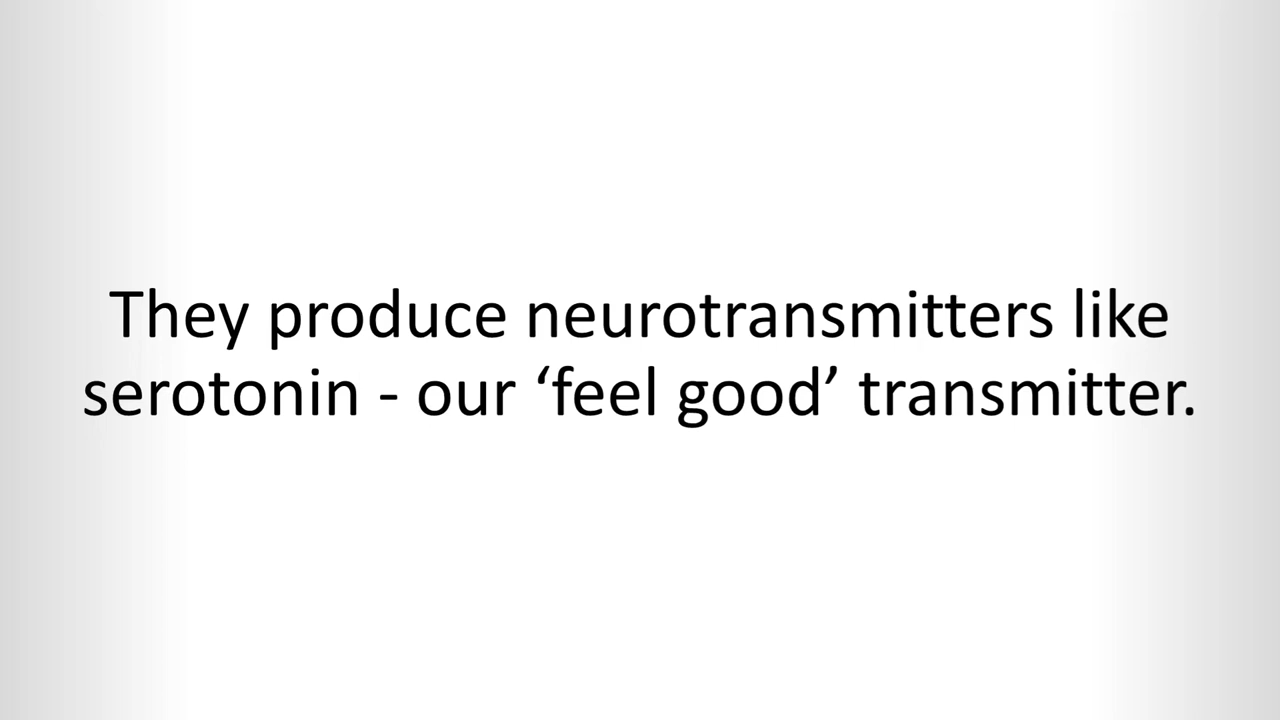 They produce neurotransmitters like
serotonin - our ‘feel good’ transmitter.